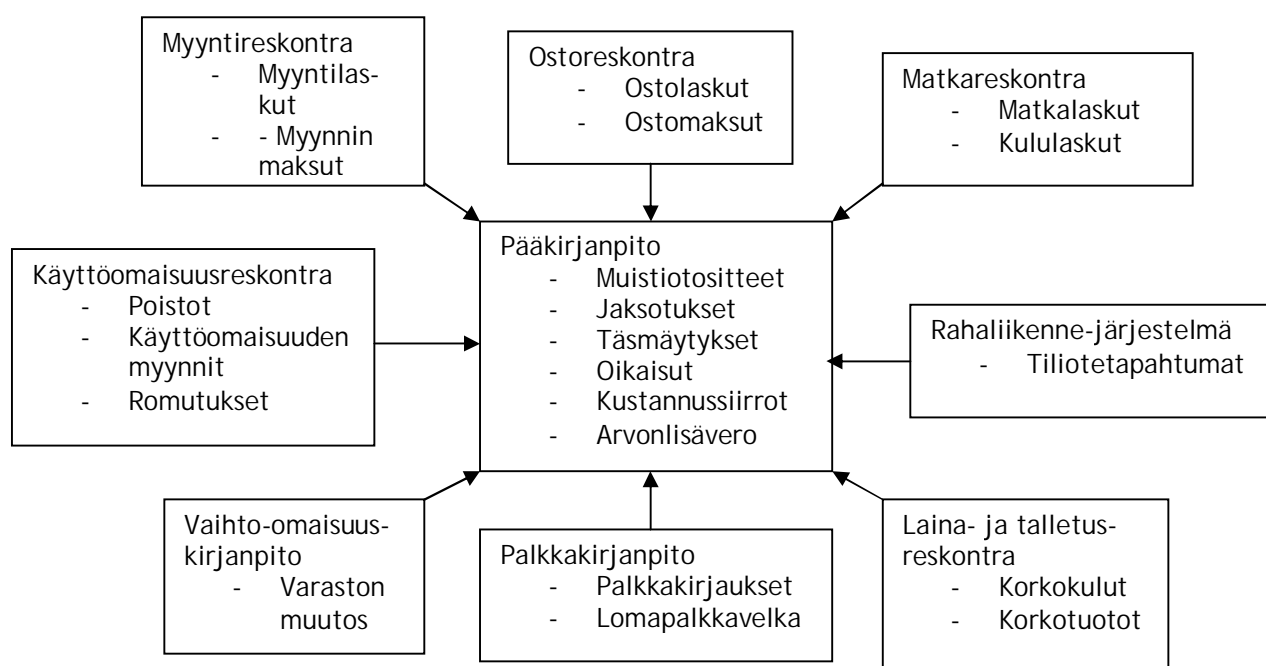 Myyntireskontra
- Myyntilas-
kut
- - Myynnin
maksut
Ostoreskontra
- Ostolaskut
- Ostomaksut
Matkareskontra
- Matkalaskut
- Kululaskut
Käyttöomaisuusreskontra
- Poistot
- Käyttöomaisuuden
myynnit
- Romutukset
Pääkirjanpito
- Muistiotositteet
- Jaksotukset
- Täsmäytykset
- Oikaisut
- Kustannussiirrot
- Arvonlisävero
Rahaliikenne-järjestelmä
- Tiliotetapahtumat
Vaihto-omaisuus-
kirjanpito
- Varaston
muutos
Palkkakirjanpito
- Palkkakirjaukset
- Lomapalkkavelka
Laina- ja talletus-
reskontra
- Korkokulut
- Korkotuotot